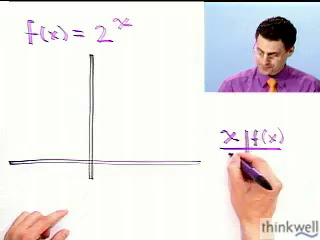 f(x) = 2^x
x | f(x)
thinkwell